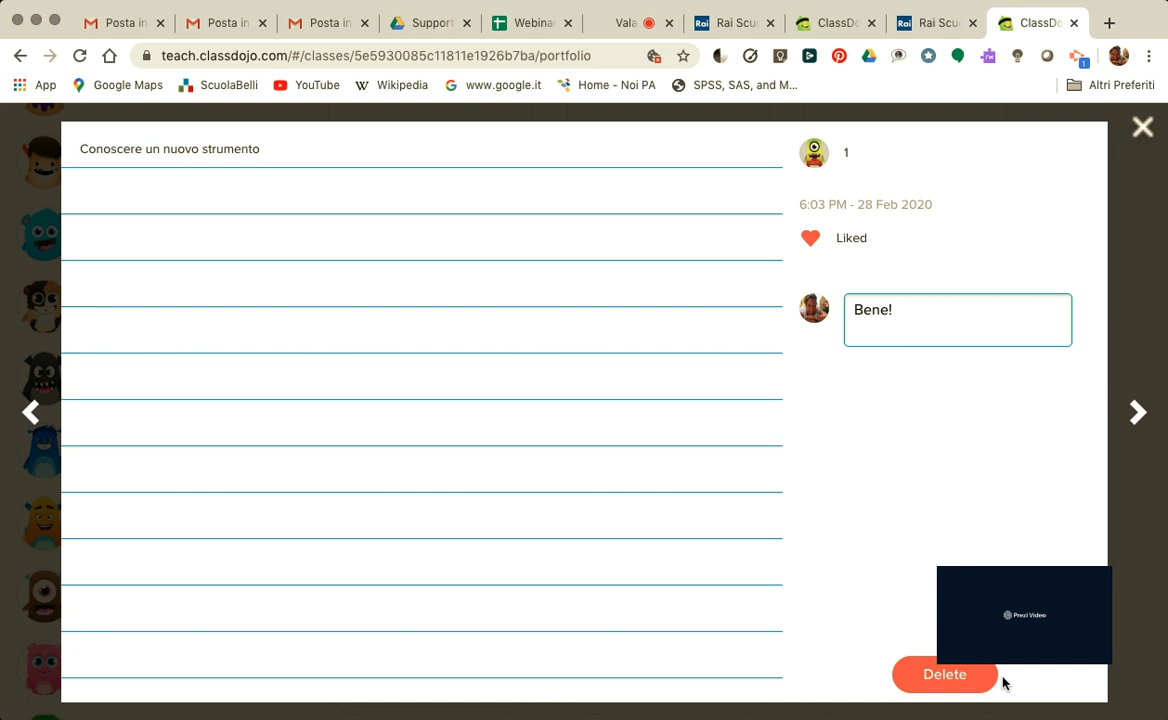 Posta in
Posta in
Posta in
Support
Webina
Vala
Rai Scu
ClassDo
Rai Scu
ClassDo
teach.classdojo.com/#/classes/5e5930085c11811e1926b7ba/portfolio
1
App
Google Maps
ScuolaBelli
YouTube
Wikipedia
www.google.it
Home - Noi PA
SPSS, SAS, and M...
Altri Preferiti
Conoscere un nuovo strumento
1
6:03 PM - 28 Feb 2020
Liked
Bene!
Prezi Video
Delete